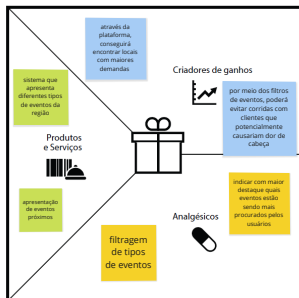 através da
plataforma,
conseguirá
encontrar locais
com maiores
demandas
sistema que
apresenta
diferentes tipos
de eventos da
região
Criadores de ganhos
por meio dos filtros
de eventos, poderá
evitar corridas com
clientes que
potencialmente
causariam dor de
cabeça
Produtos
e Serviços
apresentação
de eventos
próximos
indicar com maior
destaque quais
eventos estão
sendo mais
procurados pelos
usuários
Analgésicos
filtragem
de tipos
de eventos